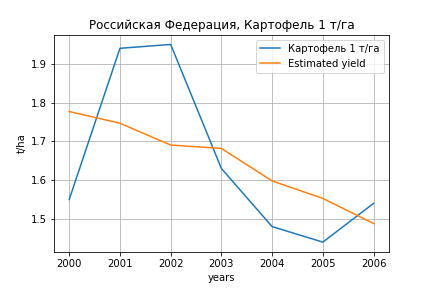 Российская Федерация, Картофель 1 т/га
Картофель 1 т/га
Estimated yield
1.9
1.8
1.7
1.6
1.5
t/ha
2000 2001 2002 2003 2004 2005 2006
years